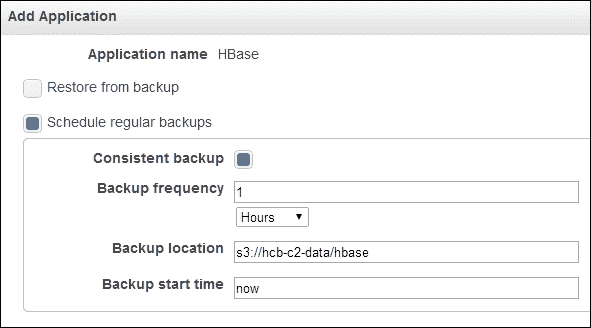 Add Application
Application name HBase
Restore from backup
Schedule regular backups
Consistent backup
Backup frequency 1
Hours
Backup location s3://hcb-c2-data/hbase
Backup start time now